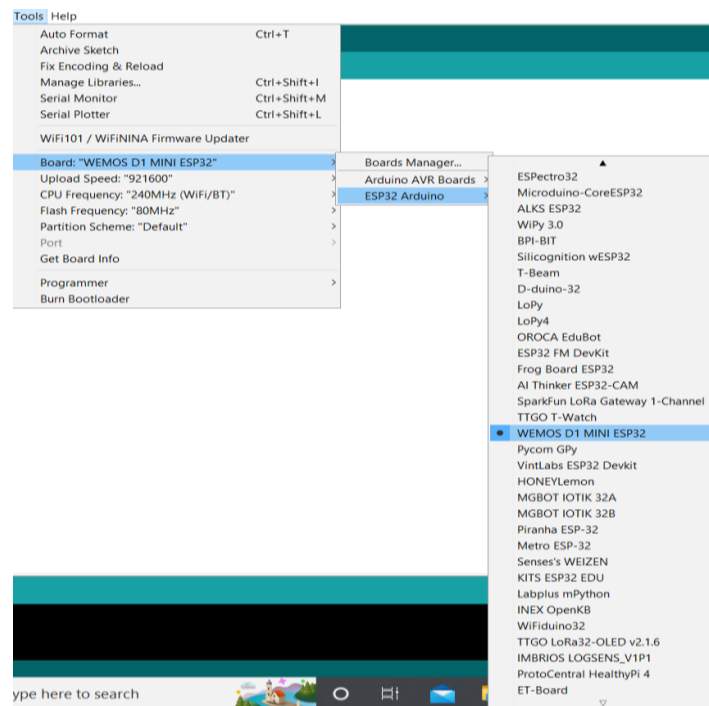 Tools Help
Auto Format Ctrl+T
Archive Sketch
Fix Encoding & Reload
Manage Libraries... Ctrl+Shift+I
Serial Monitor Ctrl+Shift+M
Serial Plotter Ctrl+Shift+L
WiFi101 / WiFiNINA Firmware Updater
Board: "WEMOS D1 MINI ESP32"
Upload Speed: "921600"
CPU Frequency: "240MHz (WiFi/BT)"
Flash Frequency: "80MHz"
Partition Scheme: "Default"
Port
Get Board Info
Programmer
Burn Bootloader
Boards Manager...
Arduino AVR Boards
ESP32 Arduino
ESPectro32
Microduino-CoreESP32
ALKS ESP32
WiPy 3.0
BPI-BIT
Silicognition wESP32
T-Beam
D-duino-32
LoPy
LoPy4
OROCA EduBot
ESP32 FM DevKit
Frog Board ESP32
AI Thinker ESP32-CAM
SparkFun LoRa Gateway 1-Channel
TTGO T-Watch
WEMOS D1 MINI ESP32
Pycom GPy
VintLabs ESP32 Devkit
HONEYLemon
MGBOT IOTIK 32A
MGBOT IOTIK 32B
Piranha ESP-32
Metro ESP-32
Senses's WEIZEN
KITS ESP32 EDU
Labplus mPython
INEX OpenKB
WiFiduino32
TTGO LoRa32-OLED v2.1.6
IMBRIOS LOGSENS_V1P1
ProtoCentral HealthyPi 4
ET-Board
ype here to search